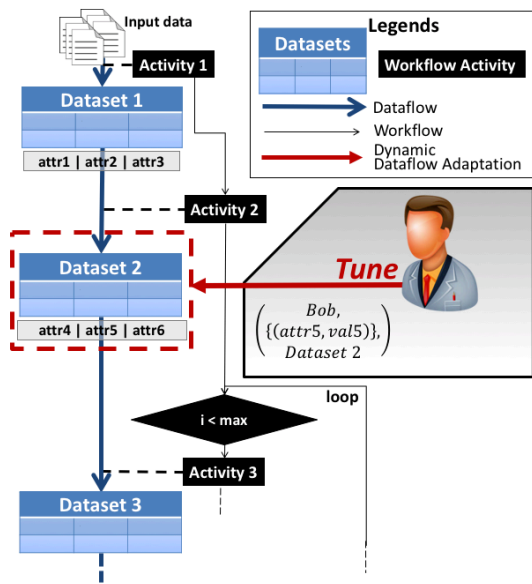 Input data
Activity 1
Dataset 1
attr1 | attr2 | attr3
Activity 2
Dataset 2
attr4 | attr5 | attr6
Legends
Datasets
Workflow Activity
Dataflow
Workflow
Dynamic
Dataflow Adaptation
Tune
Bob,
{(attr5, val5)},
Dataset 2
loop
i < max
Activity 3
Dataset 3